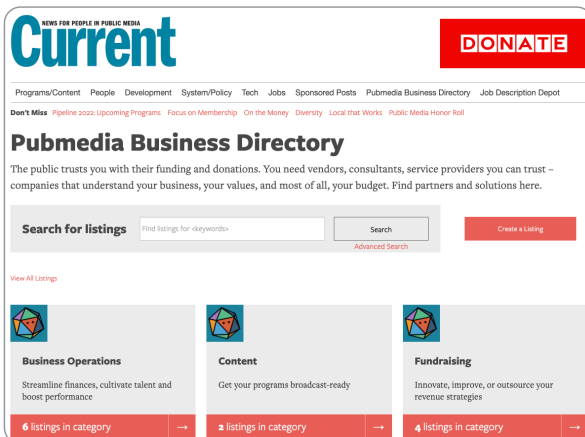 NEWS FOR PEOPLE IN PUBLIC MEDIA
Current
DONATE
Programs/Content People Development System/Policy Tech Jobs Sponsored Posts Pubmedia Business Directory Job Description Depot
Don't Miss Pipeline 2022: Upcoming Programs Focus on Membership On the Money Diversity Local that Works Public Media Honor Roll
Pubmedia Business Directory
The public trusts you with their funding and donations. You need vendors, consultants, service providers you can trust –
companies that understand your business, your values, and most of all, your budget. Find partners and solutions here.
Search for listings Find listings for <keywords> Search Create a Listing
Advanced Search
View All Listings
Business Operations
Streamline finances, cultivate talent and
boost performance
6 listings in category →
Content
Get your programs broadcast-ready
2 listings in category →
Fundraising
Innovate, improve, or outsource your
revenue strategies
4 listings in category →